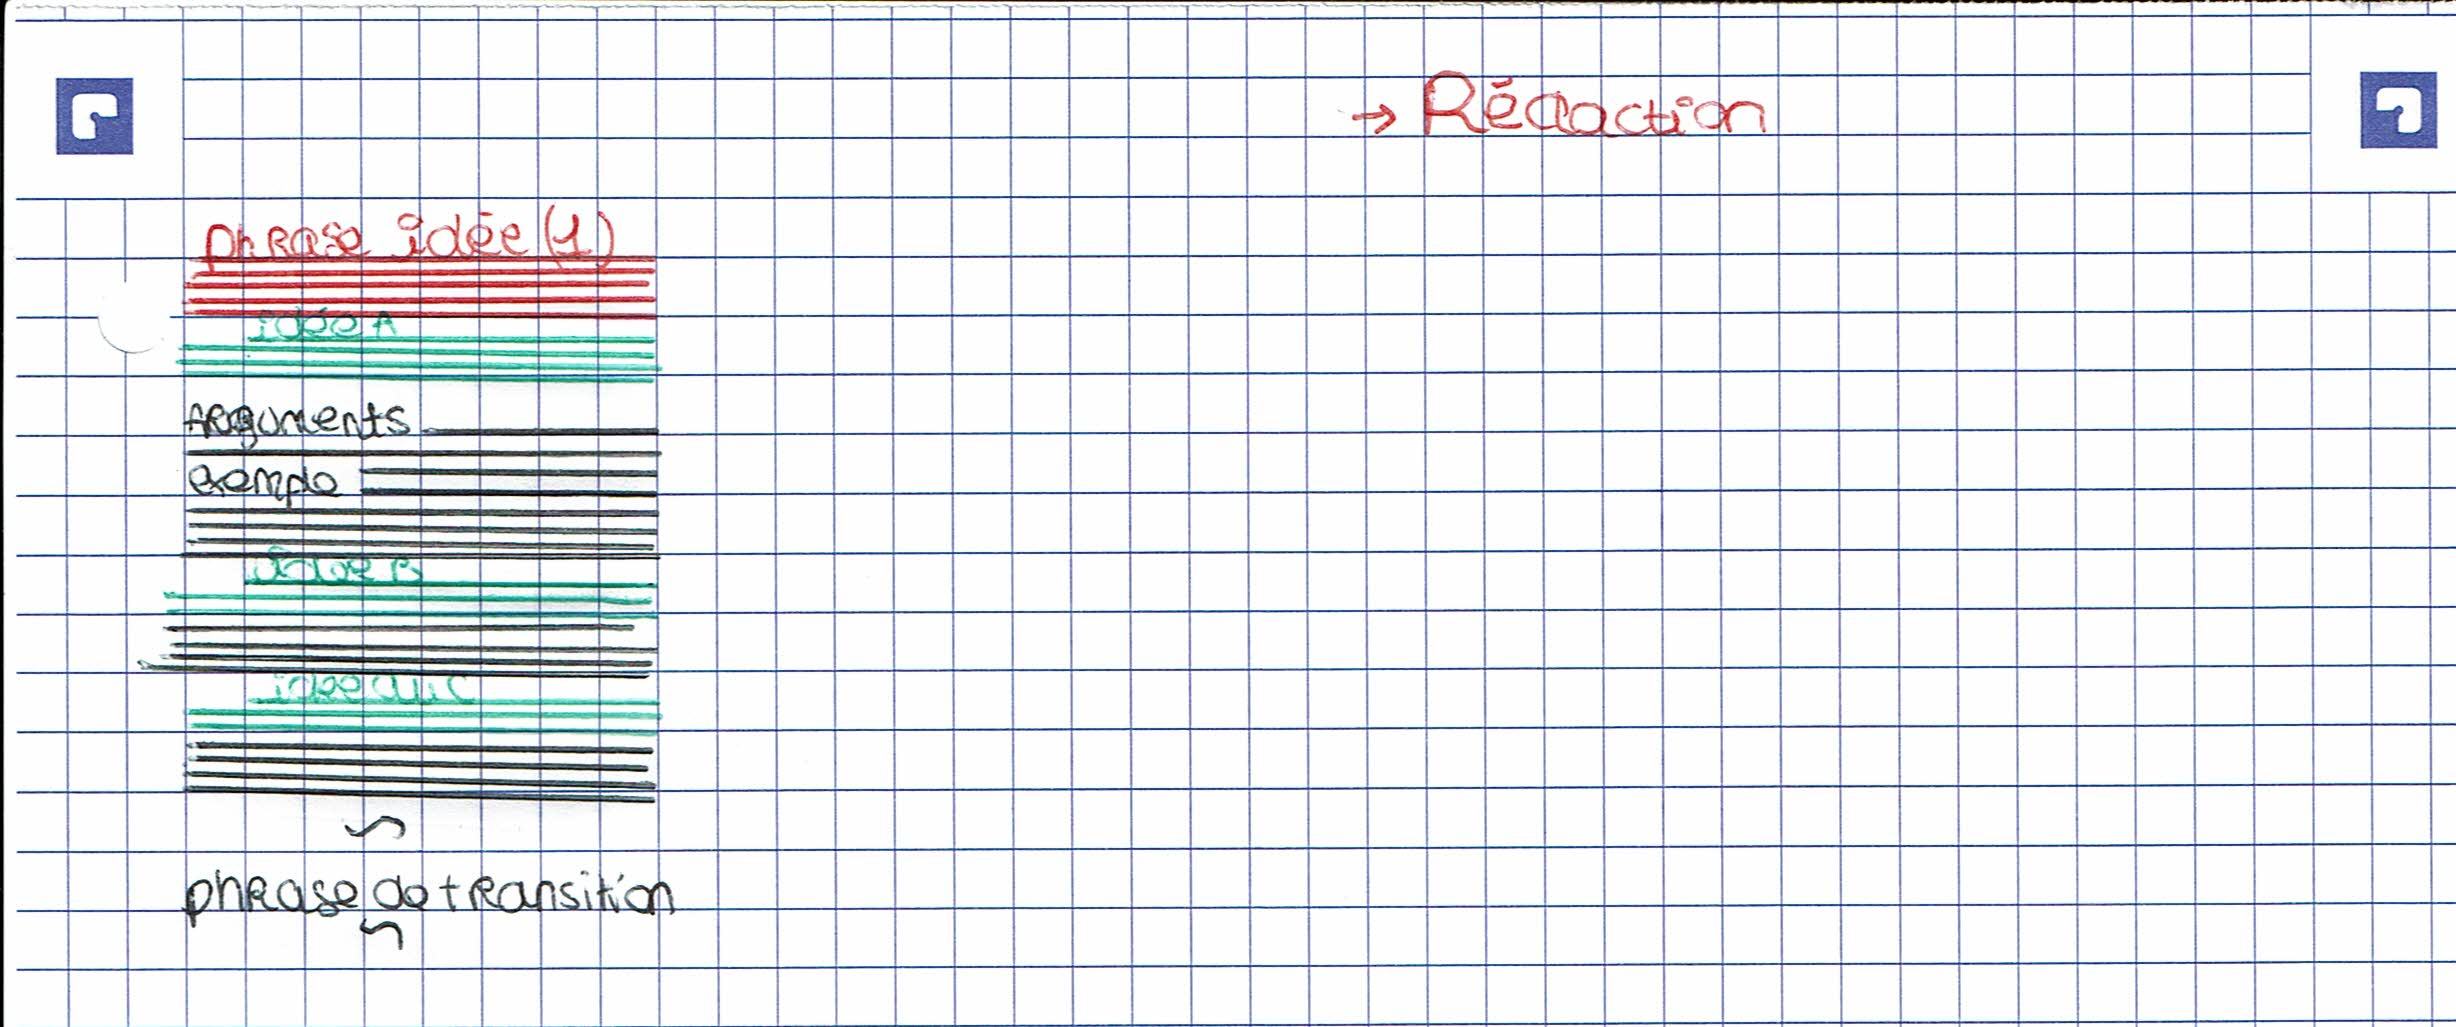 → Rédaction
phrase idée (1)
idée A
Arguments
exemple
idée B
idée C
phrase de transition